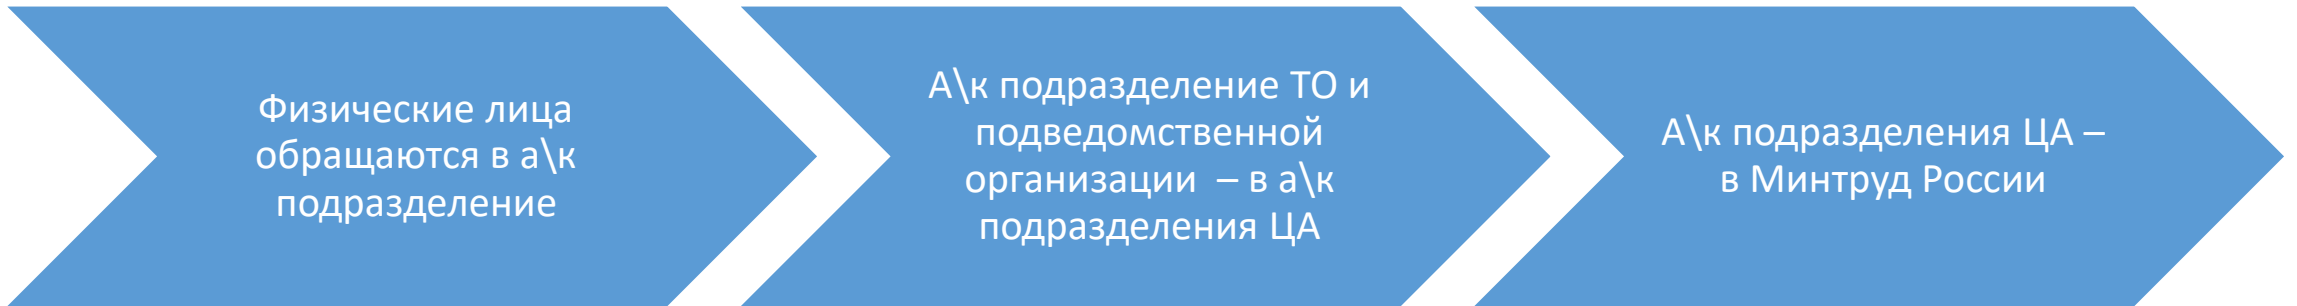 Физические лица
обращаются в а\к
подразделение
А\к подразделение ТО и
подведомственной
организации – в а\к
подразделения ЦА
А\к подразделения ЦА –
в Минтруд России